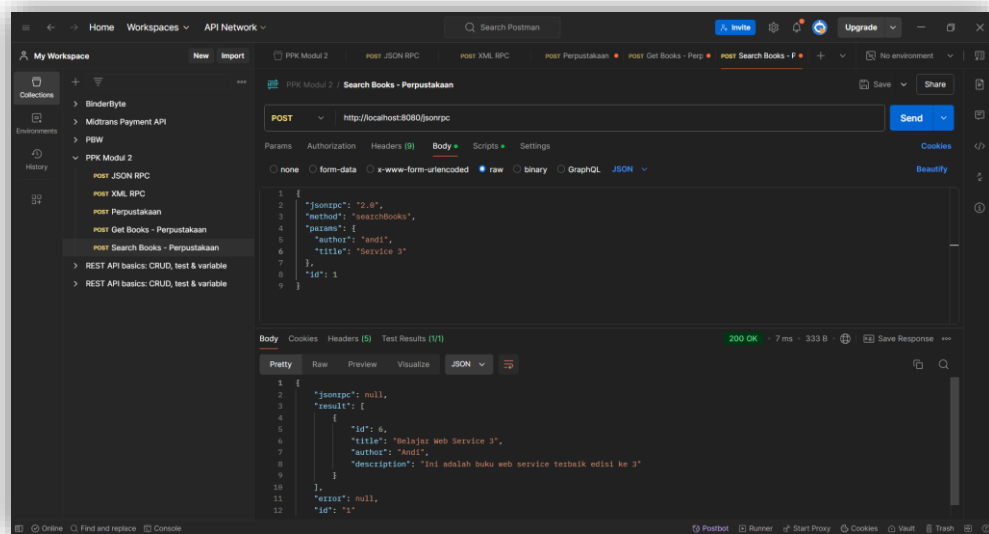 Home Workspaces API Network Search Postman Invite Upgrade
My Workspace New Import PPK Modul 2 POST JSON RPC POST XML RPC POST Perpustakaan POST Get Books - Perp POST Search Books - P No environment
Collections
Environments
History
BinderByte
Midtrans Payment API
PBW
PPK Modul 2
POST JSON RPC
POST XML RPC
POST Perpustakaan
POST Get Books - Perpustakaan
POST Search Books - Perpustakaan
REST API basics: CRUD, test & variable
REST API basics: CRUD, test & variable
PPK Modul 2 / Search Books - Perpustakaan Save Share
POST http://localhost:8080/jsonrpc Send
Params Authorization Headers (9) Body Scripts Settings Cookies
none form-data x-www-form-urlencoded raw binary GraphQL JSON Beautify
1 {
2 "jsonrpc": "2.0",
3 "method": "searchBooks",
4 "params": {
5 "author": "andi",
6 "title": "Service 3"
7 },
8 "id": 1
9 }
Body Cookies Headers (5) Test Results (1/1) 200 OK 7 ms 333 B Save Response
Pretty Raw Preview Visualize JSON
1 {
2 "jsonrpc": null,
3 "result": [
4 {
5 "id": 6,
6 "title": "Belajar Web Service 3",
7 "author": "Andi",
8 "description": "Ini adalah buku web service terbaik edisi ke 3"
9 }
10 ],
11 "error": null,
12 "id": "1"
Online Find and replace Console Postbot Runner Start Proxy Cookies Vault Trash